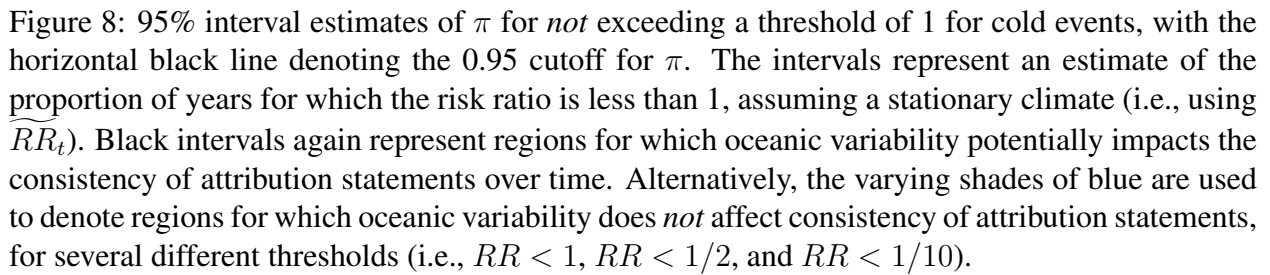 Figure 8: 95% interval estimates of π for not exceeding a threshold of 1 for cold events, with the
horizontal black line denoting the 0.95 cutoff for π. The intervals represent an estimate of the
proportion of years for which the risk ratio is less than 1, assuming a stationary climate (i.e., using
$\widetilde{RR}_t$). Black intervals again represent regions for which oceanic variability potentially impacts the
consistency of attribution statements over time. Alternatively, the varying shades of blue are used
to denote regions for which oceanic variability does not affect consistency of attribution statements,
for several different thresholds (i.e., RR < 1, RR < 1/2, and RR < 1/10).